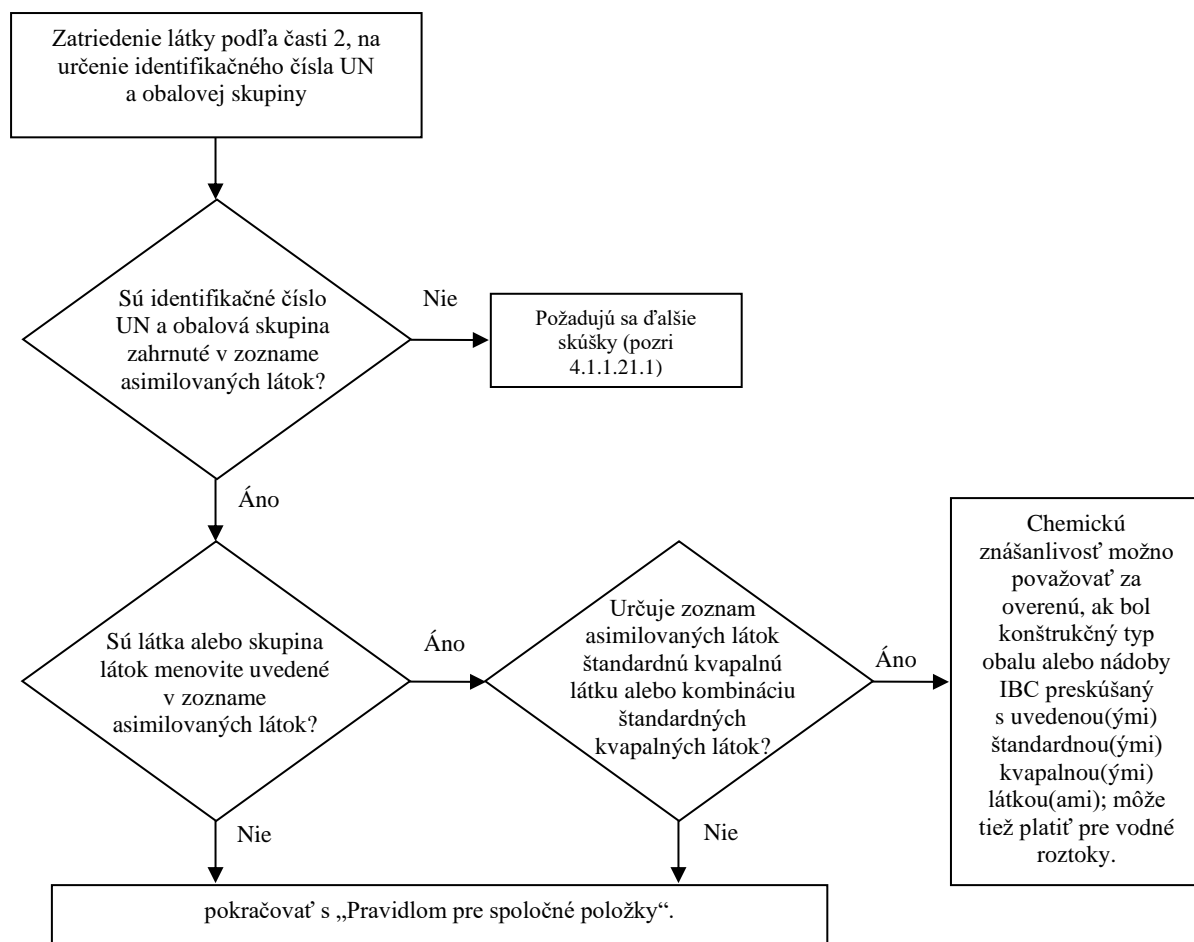 Zatriedenie látky podľa časti 2, na
určenie identifikačného čísla UN
a obalovej skupiny
Sú identifikačné číslo
UN a obalová skupina
zahrnuté v zozname
asimilovaných látok?
Nie
Požadujú sa ďalšie
skúšky (pozri
4.1.1.21.1)
Áno
Sú látka alebo skupina
látok menovite uvedené
v zozname
asimilovaných látok?
Áno
Určuje zoznam
asimilovaných látok
štandardnú kvapalnú
látku alebo kombináciu
štandardných
kvapalných látok?
Áno
Chemickú
znášanlivosť možno
považovať za
overenú, ak bol
konštrukčný typ
obalu alebo nádoby
IBC preskúšaný
s uvedenou(ými)
štandardnou(ými)
kvapalnou(ými)
látkou(ami); môže
tiež platiť pre vodné
roztoky.
Nie
Nie
pokračovať s „Pravidlom pre spoločné položky“.